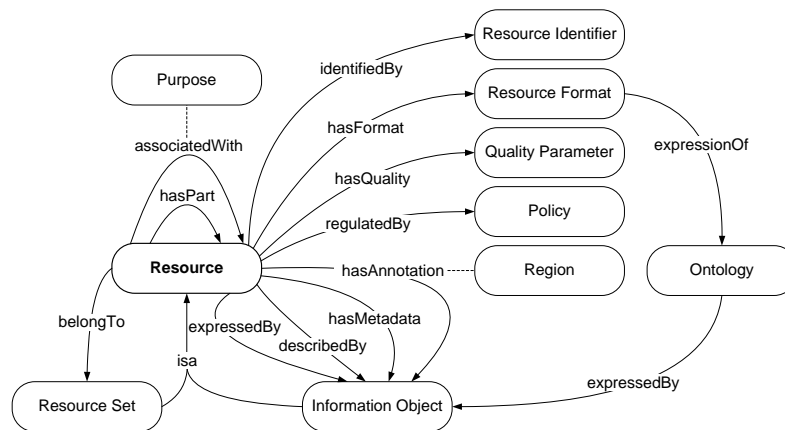 Resource Identifier
identifiedBy
Purpose
Resource Format
hasFormat
associatedWith
expressionOf
Quality Parameter
hasQuality
hasPart
regulatedBy
Policy
Resource
hasAnnotation
Region
Ontology
belongTo
expressedBy
hasMetadata
describedBy
isa
expressedBy
Resource Set
Information Object